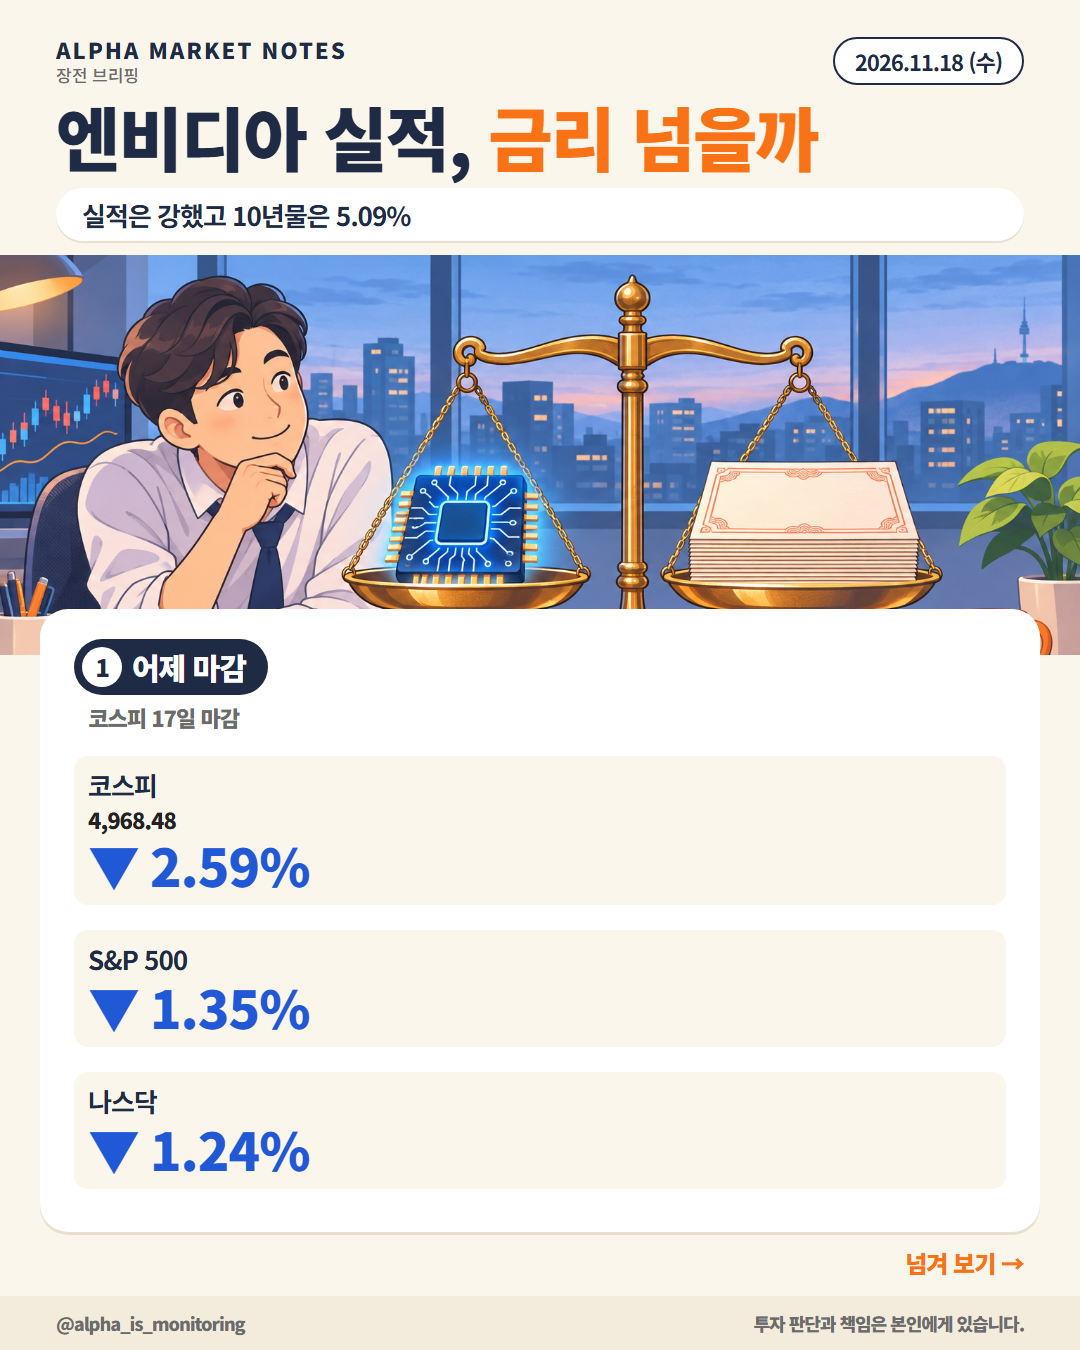 ALPHA MARKET NOTES
장전 브리핑
2026.11.18 (수)
엔비디아 실적, 금리 넘을까
실적은 강했고 10년물은 5.09%
1 어제 마감
코스피 17일 마감
코스피
4,968.48
▼ 2.59%
S&P 500
▼ 1.35%
나스닥
▼ 1.24%
넘겨 보기 →
@alpha_is_monitoring
투자 판단과 책임은 본인에게 있습니다.